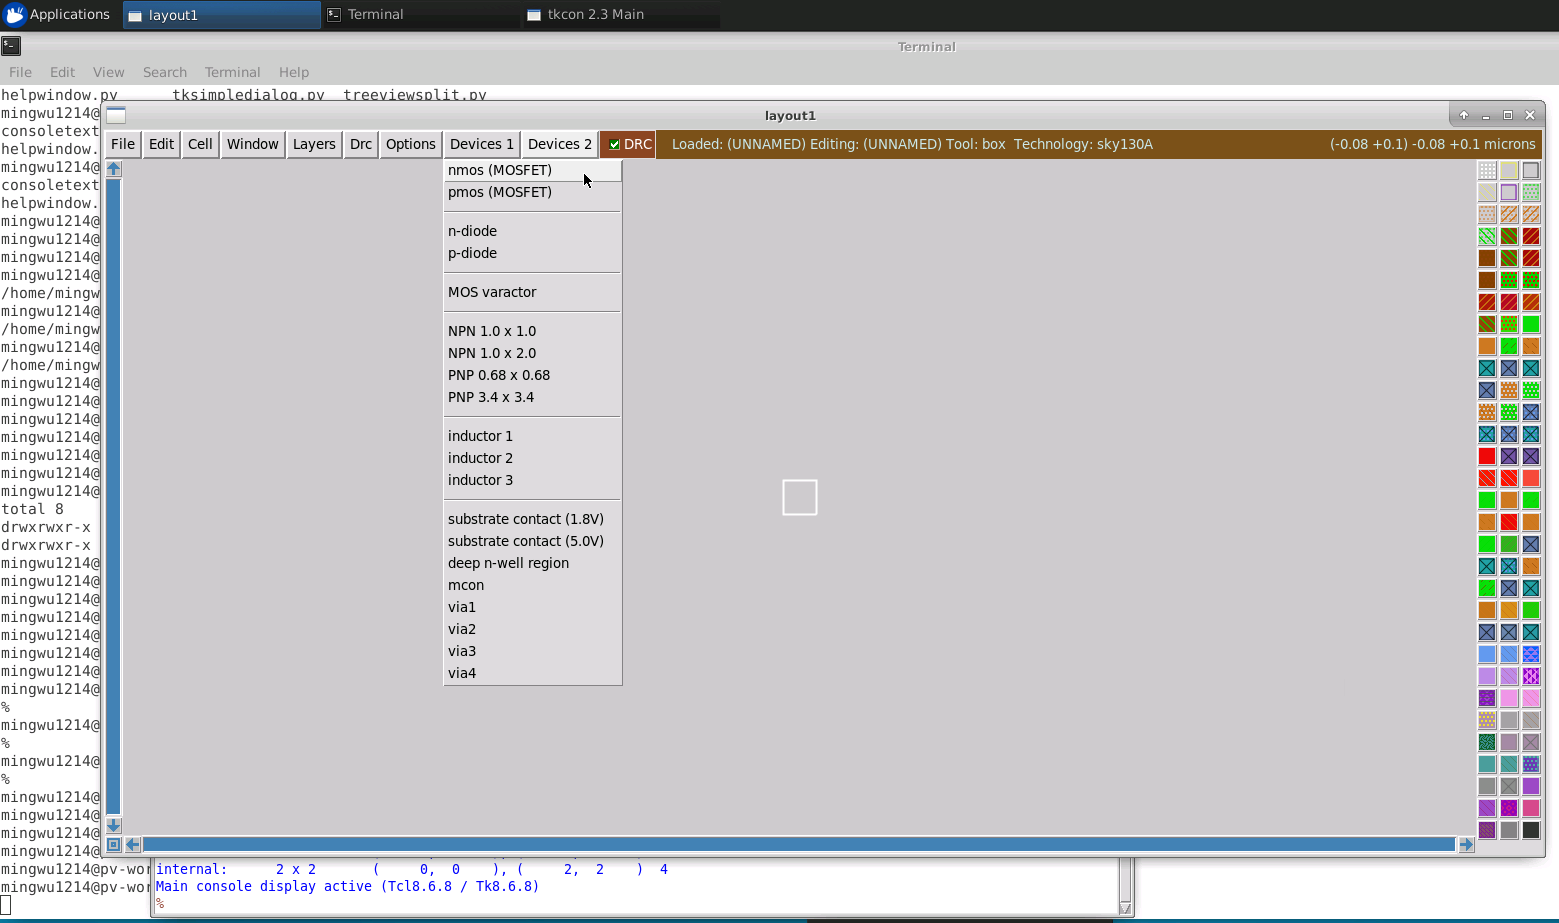 Applications layout1 Terminal tkcon 2.3 Main
Terminal
File Edit View Search Terminal Help
helpwindow.py tksimpledialog.py treeviewsplit.py
mingwu1214@
layout1
consoletext
File Edit Cell Window Layers Drc Options Devices 1 Devices 2 DRC Loaded: (UNNAMED) Editing: (UNNAMED) Tool: box Technology: sky130A (-0.08 +0.1) -0.08 +0.1 microns
helpwindow.
mingwu1214@
nmos (MOSFET)
consoletext
pmos (MOSFET)
helpwindow.
mingwu1214@
n-diode
mingwu1214@
p-diode
mingwu1214@
mingwu1214@
MOS varactor
/home/mingw
mingwu1214@
NPN 1.0 x 1.0
/home/mingw
mingwu1214@
NPN 1.0 x 2.0
/home/mingw
PNP 0.68 x 0.68
mingwu1214@
PNP 3.4 x 3.4
mingwu1214@
mingwu1214@
inductor 1
mingwu1214@
inductor 2
mingwu1214@
mingwu1214@
inductor 3
mingwu1214@
total 8
substrate contact (1.8V)
drwxrwxr-x
substrate contact (5.0V)
drwxrwxr-x
deep n-well region
mingwu1214@
mcon
mingwu1214@
mingwu1214@
via1
mingwu1214@
via2
mingwu1214@
via3
mingwu1214@
mingwu1214@
via4
mingwu1214@
%
mingwu1214@
%
mingwu1214@
%
mingwu1214@
mingwu1214@
mingwu1214@
mingwu1214@
mingwu1214@pv-wor
internal: 2 x 2 ( 0, 0 ), ( 2, 2 ) 4
mingwu1214@pv-wor
Main console display active (Tcl8.6.8 / Tk8.6.8)
%